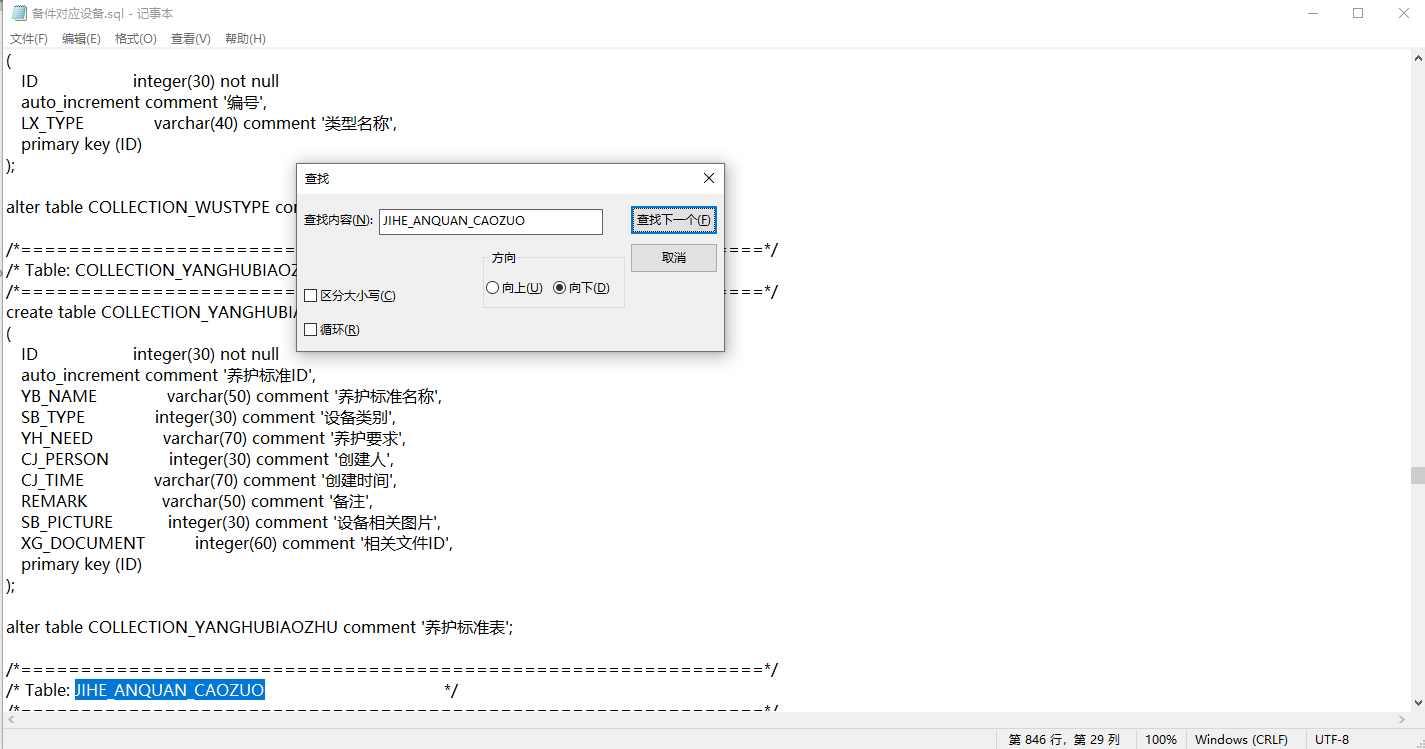 备件对应设备.sql - 记事本
文件(F) 编辑(E) 格式(O) 查看(V) 帮助(H)
(
ID integer(30) not null
auto_increment comment '编号',
LX_TYPE varchar(40) comment '类型名称',
primary key (ID)
);
alter table COLLECTION_WUSTYPE
查找
查找内容(N): JIHE_ANQUAN_CAOZUO 查找下一个(F)
取消
方向
向上(U) 向下(D)
区分大小写(C)
循环(R)
/*==============================================================*/
/* Table: COLLECTION_YANGHUBIAO
/*==============================================================*/
create table COLLECTION_YANGHUBI
(
ID integer(30) not null
auto_increment comment '养护标准ID',
YB_NAME varchar(50) comment '养护标准名称',
SB_TYPE integer(30) comment '设备类别',
YH_NEED varchar(70) comment '养护要求',
CJ_PERSON integer(30) comment '创建人',
CJ_TIME varchar(70) comment '创建时间',
REMARK varchar(50) comment '备注',
SB_PICTURE integer(30) comment '设备相关图片',
XG_DOCUMENT integer(60) comment '相关文件ID',
primary key (ID)
);
alter table COLLECTION_YANGHUBIAOZHU comment '养护标准表';
/*==============================================================*/
/* Table: JIHE_ANQUAN_CAOZUO */
/*==============================================================*/
第 846 行，第 29 列 100% Windows (CRLF) UTF-8